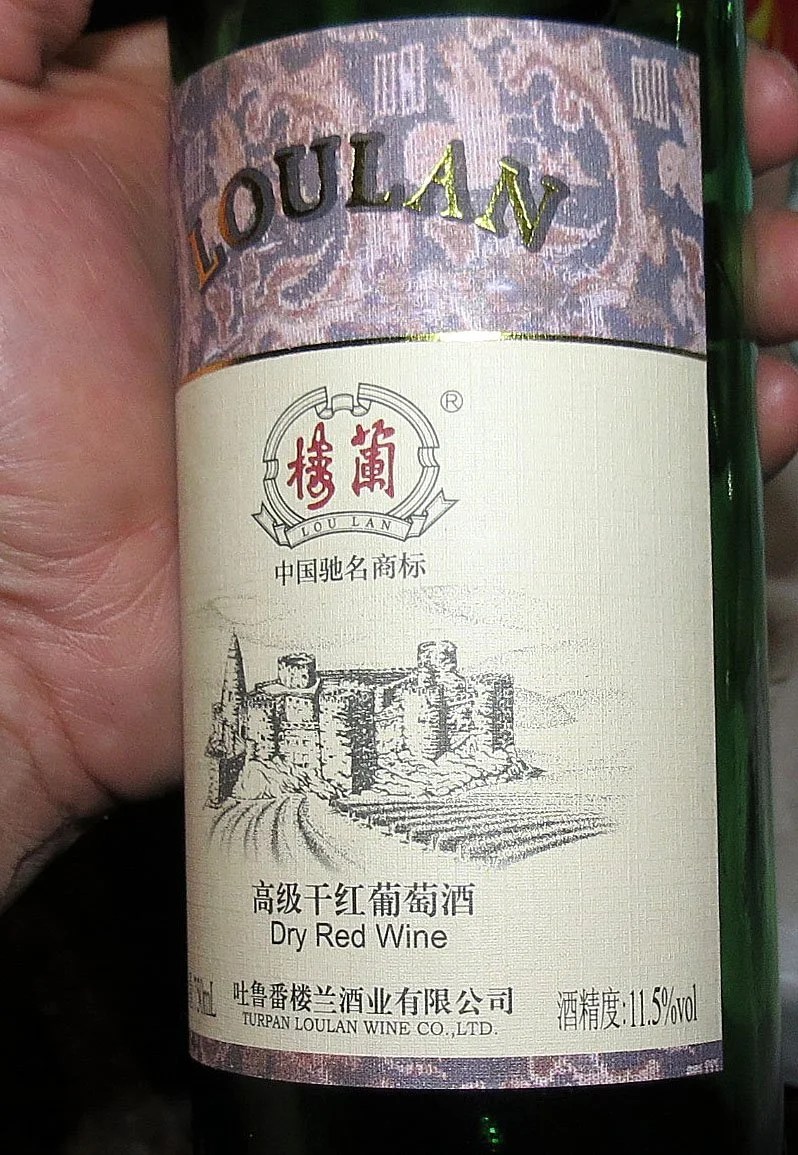 LOULAN
®
楼蘭
LOU LAN
中国驰名商标
高级干红葡萄酒
Dry Red Wine
吐鲁番楼兰酒业有限公司
TURPAN LOULAN WINE CO.,LTD.
酒精度:11.5%vol